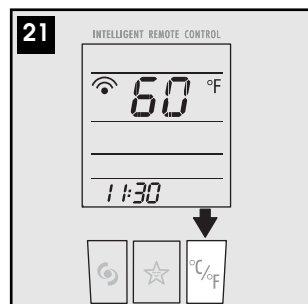 21
INTELLIGENT REMOTE CONTROL
60 °F
11:30
°C/°F